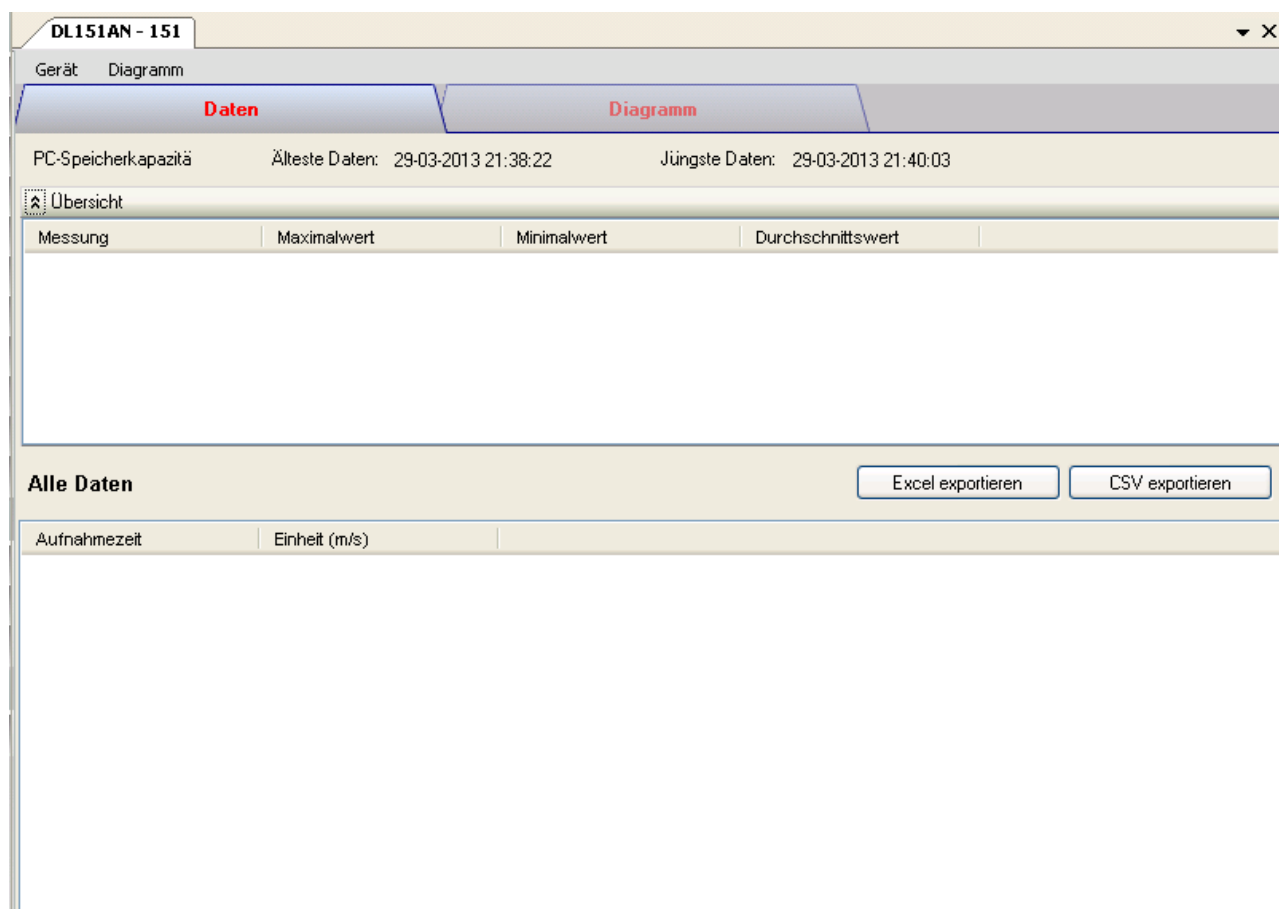 DL151AN - 151
Gerät Diagramm
Daten Diagramm
PC-Speicherkapazitä Älteste Daten: 29-03-2013 21:38:22 Jüngste Daten: 29-03-2013 21:40:03
Übersicht
Messung Maximalwert Minimalwert Durchschnittswert
Alle Daten Excel exportieren CSV exportieren
Aufnahmezeit Einheit (m/s)